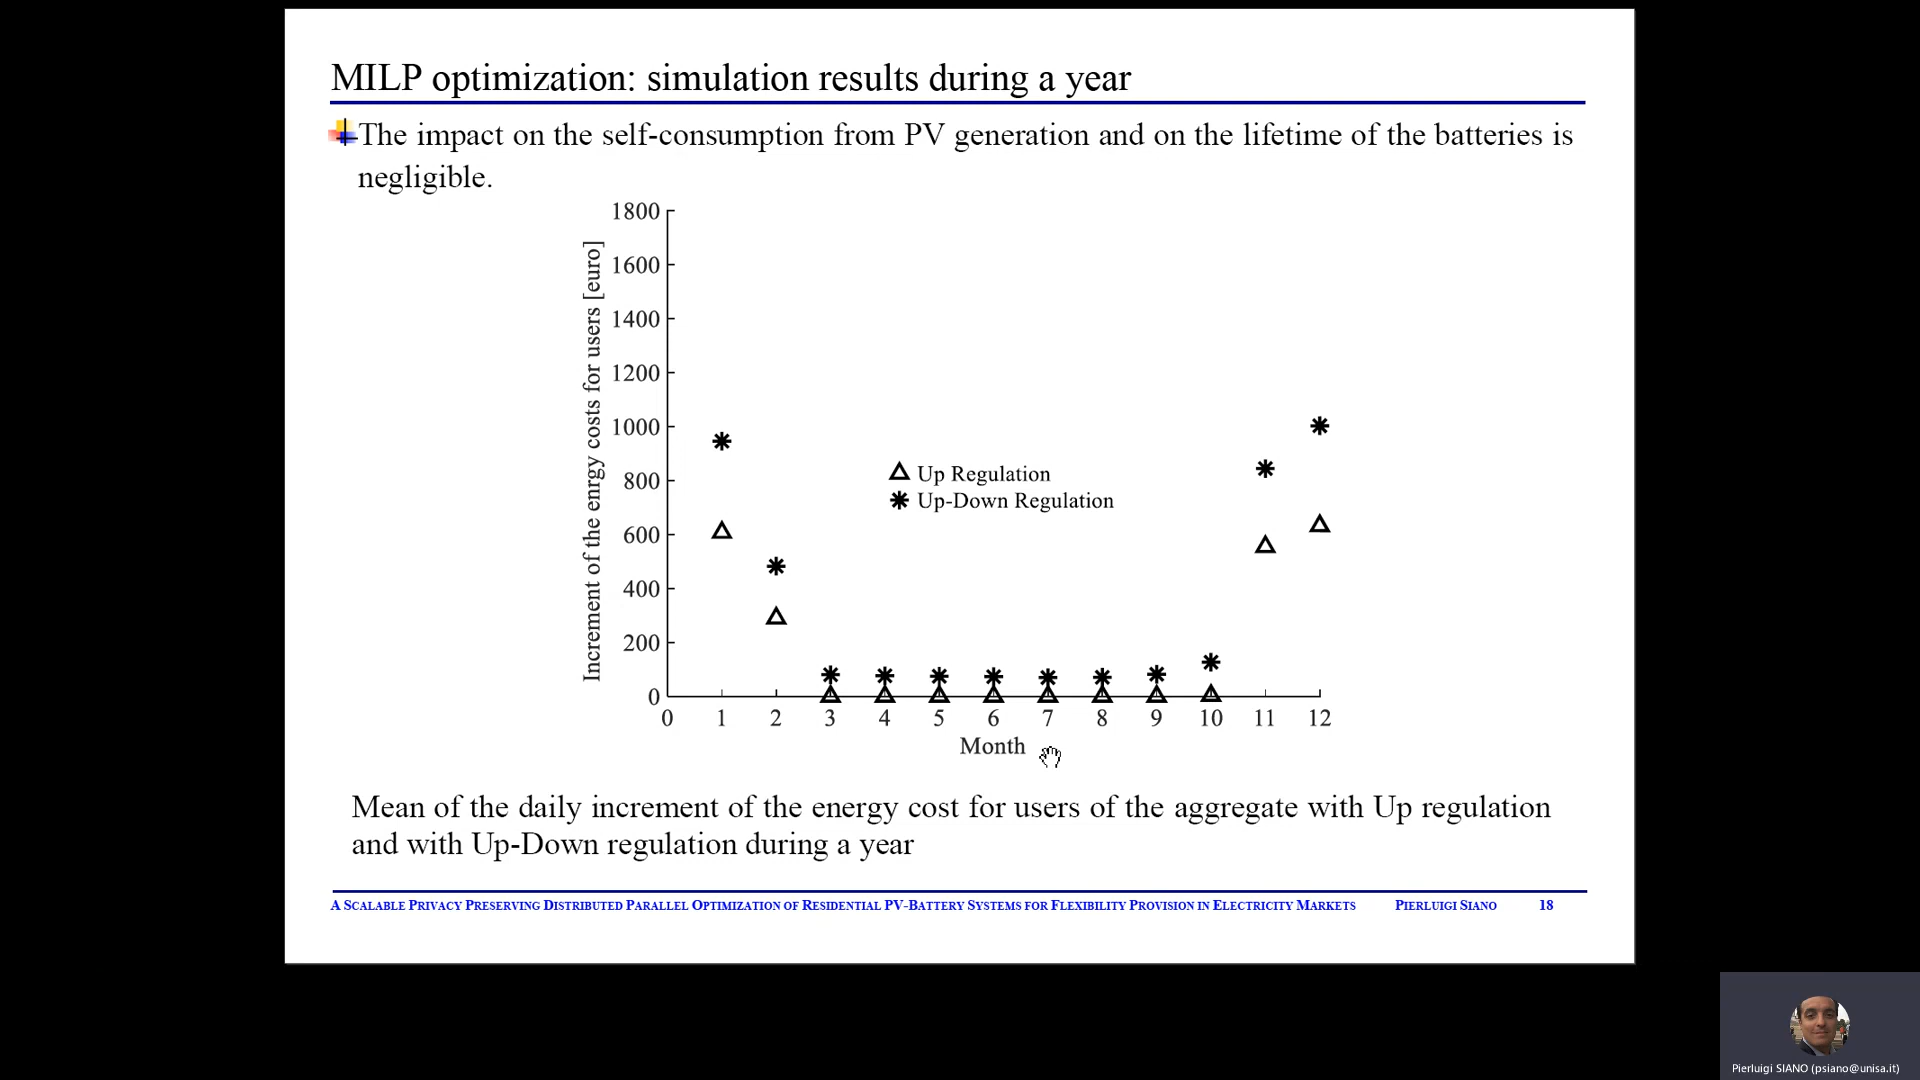 MILP optimization: simulation results during a year
The impact on the self-consumption from PV generation and on the lifetime of the batteries is
negligible.
1800
1600
1400
1200
1000
800
600
400
200
0
Increment of the enrgy costs for users [euro]
Up Regulation
Up-Down Regulation
0 1 2 3 4 5 6 7 8 9 10 11 12
Month
Mean of the daily increment of the energy cost for users of the aggregate with Up regulation
and with Up-Down regulation during a year
A SCALABLE PRIVACY PRESERVING DISTRIBUTED PARALLEL OPTIMIZATION OF RESIDENTIAL PV-BATTERY SYSTEMS FOR FLEXIBILITY PROVISION IN ELECTRICITY MARKETS PIERLUIGI SIANO 18
Pierluigi SIANO (psiano@unisa.it)